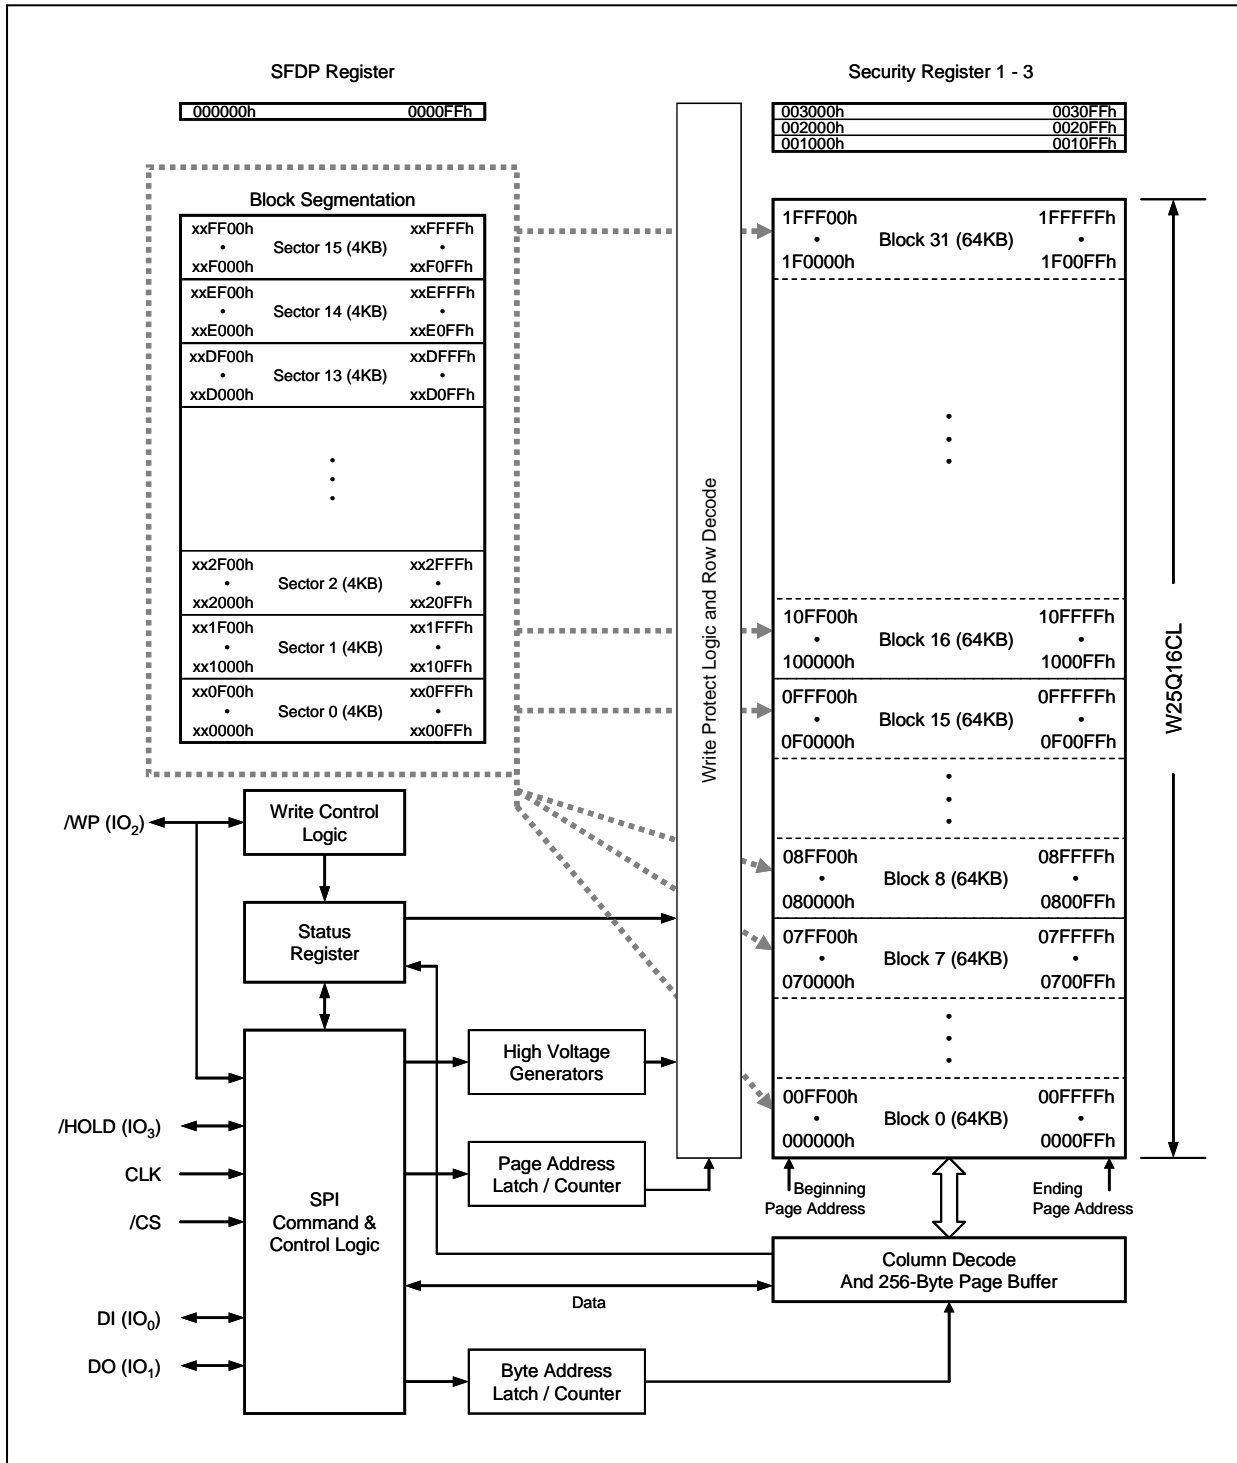 SFDP Register
000000h 0000FFh
Security Register 1 - 3
003000h 0030FFh
002000h 0020FFh
001000h 0010FFh
Block Segmentation
xxFF00h xxFFFFh
• Sector 15 (4KB) •
xxF000h xxF0FFh
xxEF00h xxEFFFh
• Sector 14 (4KB) •
xxE000h xxE0FFh
xxDF00h xxDFFFh
• Sector 13 (4KB) •
xxD000h xxD0FFh
xx2F00h xx2FFFh
• Sector 2 (4KB) •
xx2000h xx20FFh
xx1F00h xx1FFFh
• Sector 1 (4KB) •
xx1000h xx10FFh
xx0F00h xx0FFFh
• Sector 0 (4KB) •
xx0000h xx00FFh
Write Protect Logic and Row Decode
1FFF00h 1FFFFFh
• Block 31 (64KB) •
1F0000h 1F00FFh
10FF00h 10FFFFh
• Block 16 (64KB) •
100000h 1000FFh
0FFF00h 0FFFFFh
• Block 15 (64KB) •
0F0000h 0F00FFh
08FF00h 08FFFFh
• Block 8 (64KB) •
080000h 0800FFh
07FF00h 07FFFFh
• Block 7 (64KB) •
070000h 0700FFh
00FF00h 00FFFFh
• Block 0 (64KB) •
000000h 0000FFh
W25Q16CL
Beginning
Page Address
Ending
Page Address
/WP (IO2)
Write Control
Logic
Status
Register
High Voltage
Generators
/HOLD (IO3)
CLK
/CS
DI (IO0)
DO (IO1)
SPI
Command &
Control Logic
Page Address
Latch / Counter
Column Decode
And 256-Byte Page Buffer
Data
Byte Address
Latch / Counter